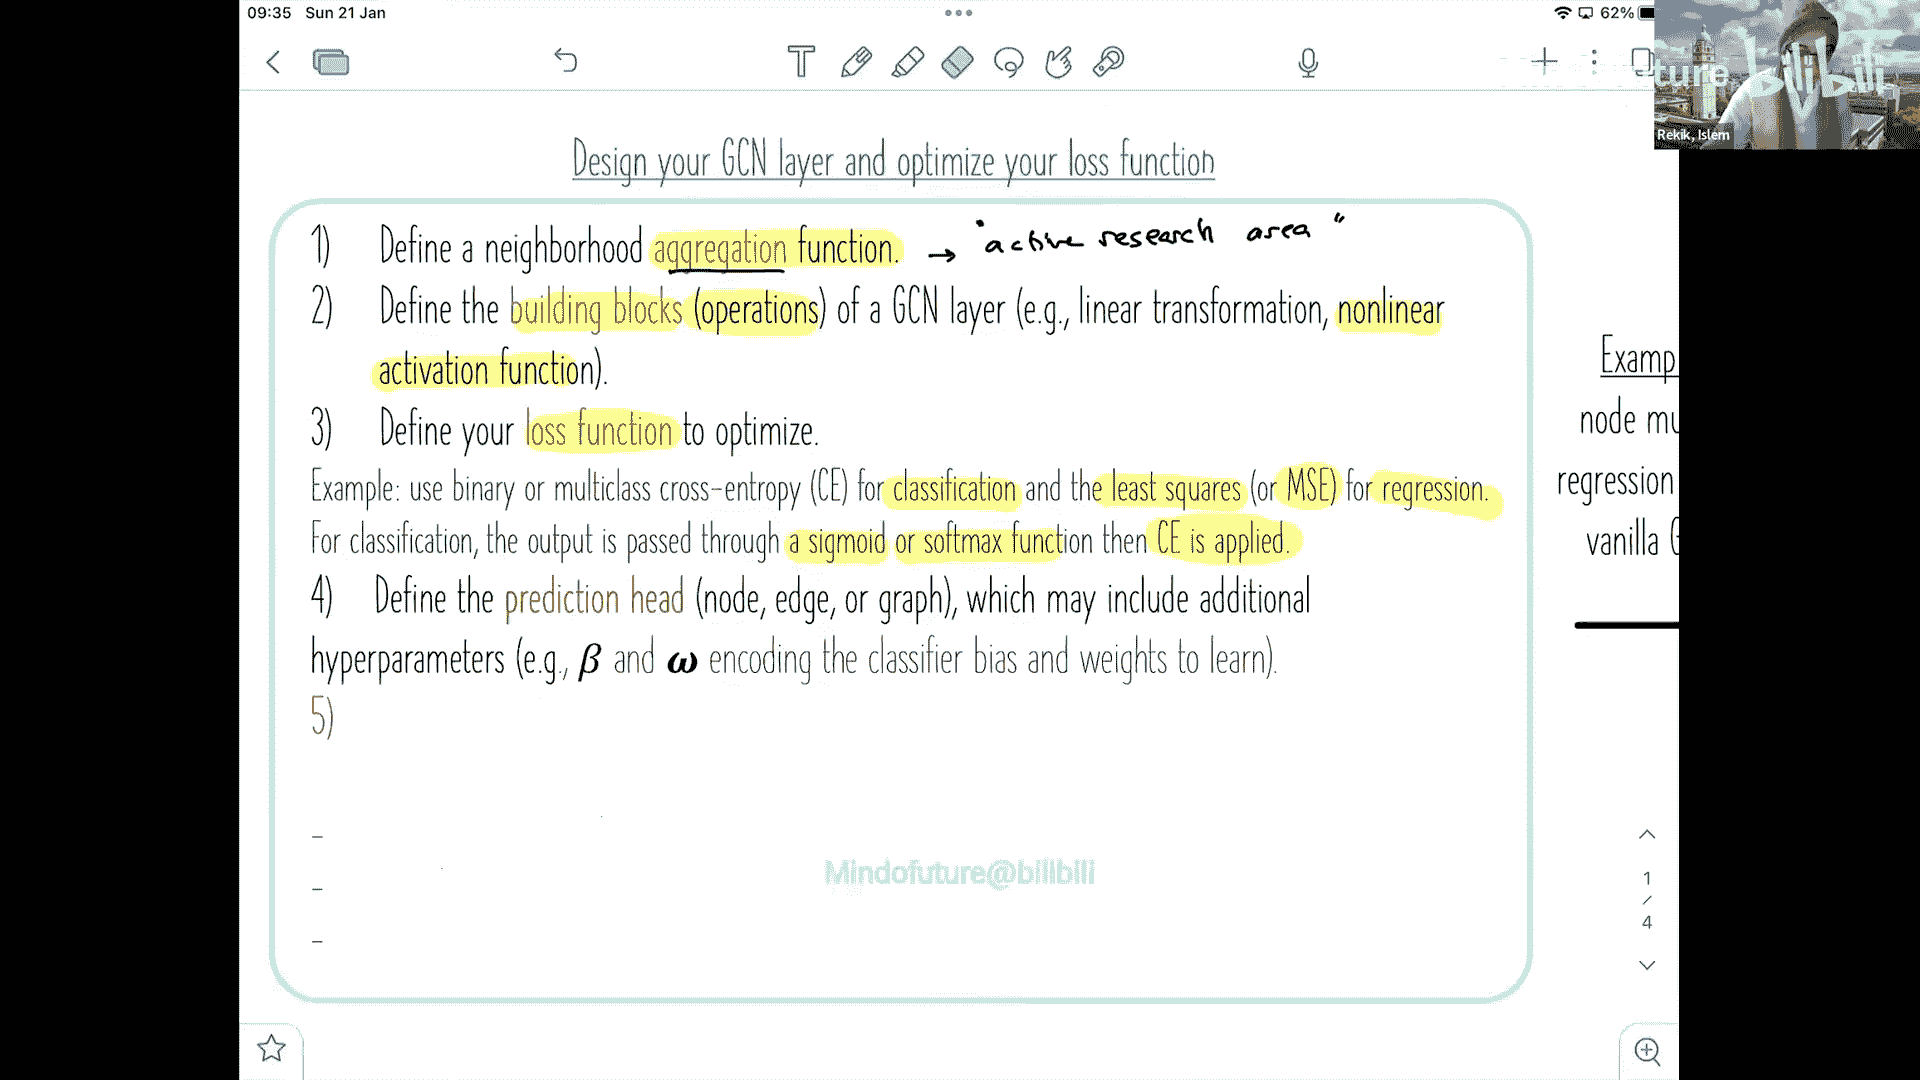 09:35 Sun 21 Jan
62%
ture bilibili
Rekik, Islem
Design your GCN layer and optimize your loss function
1) Define a neighborhood aggregation function. → "active research area"
2) Define the building blocks (operations) of a GCN layer (e.g., linear transformation, nonlinear
activation function).
3) Define your loss function to optimize.
Example: use binary or multiclass cross-entropy (CE) for classification and the least squares (or MSE) for regression.
For classification, the output is passed through a sigmoid or softmax function then CE is applied.
4) Define the prediction head (node, edge, or graph), which may include additional
hyperparameters (e.g., β and ω encoding the classifier bias and weights to learn).
5)
-
-
-
Examp
node mu
regression
vanilla G
Mindofuture@bilibili
1
/
4